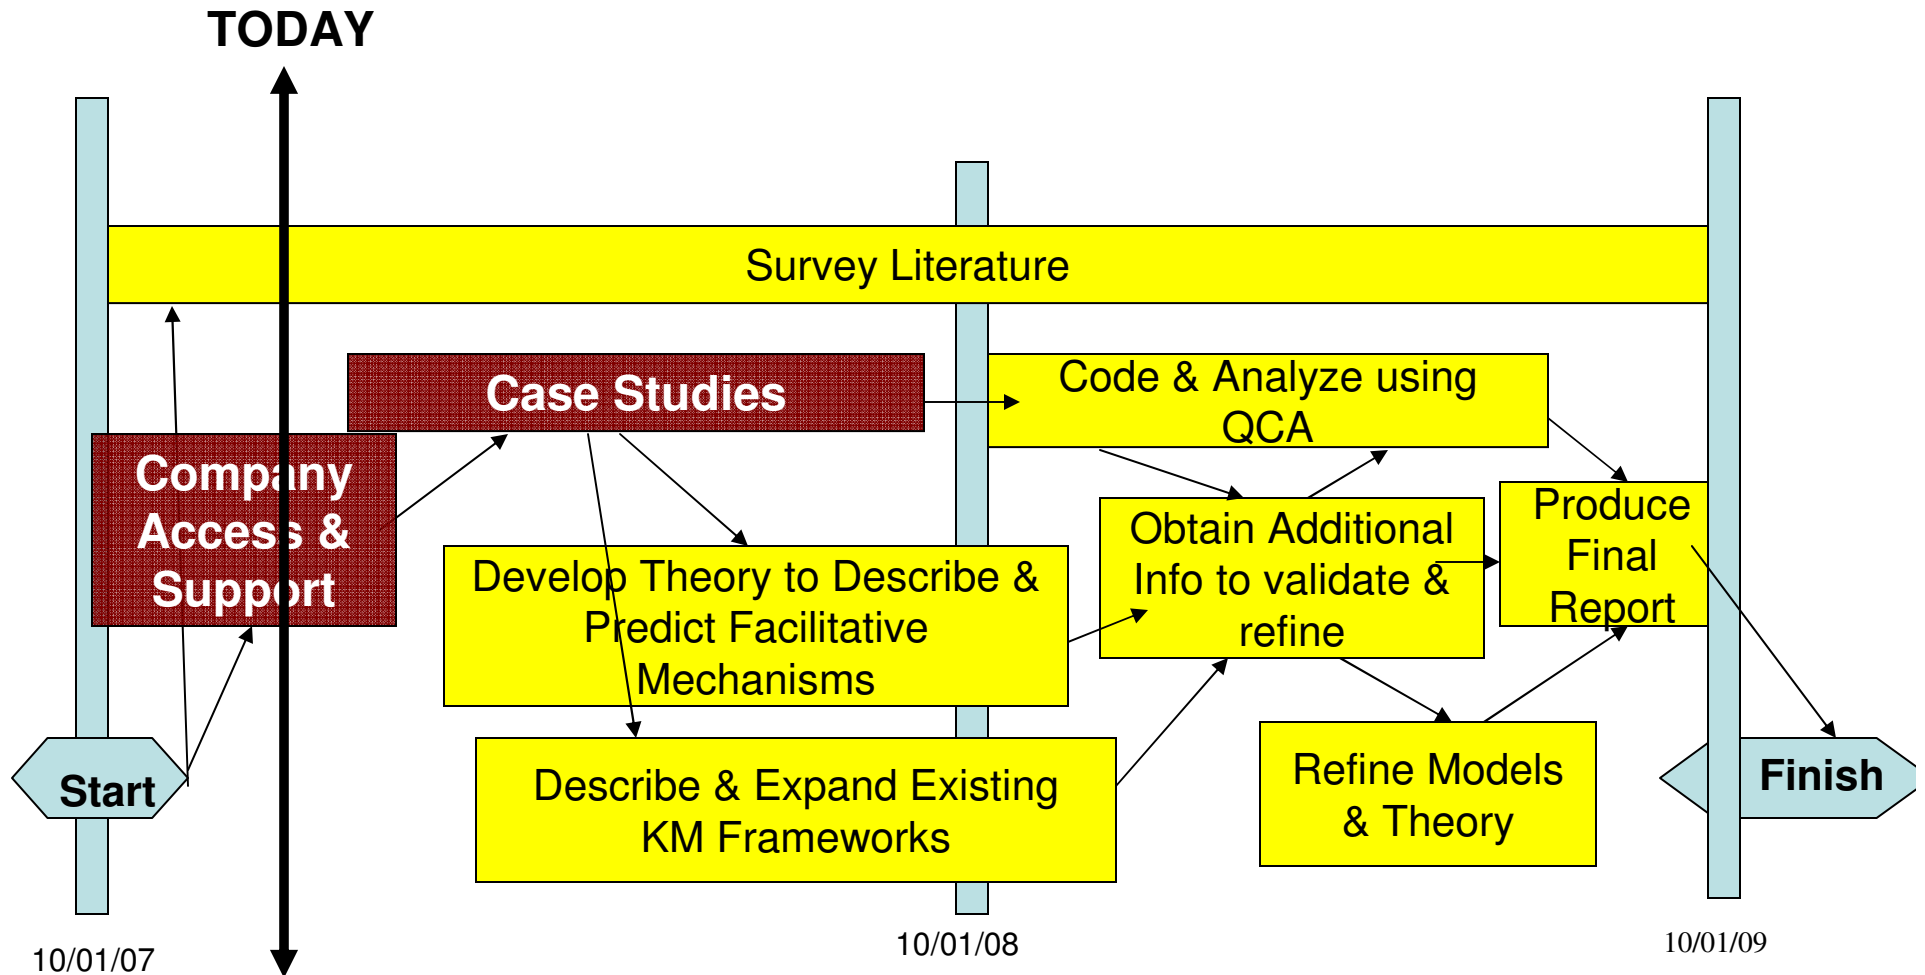 TODAY
Survey Literature
Case Studies
Code & Analyze using
QCA
Company
Access &
Support
Produce
Final
Report
Obtain Additional
Info to validate &
refine
Develop Theory to Describe &
Predict Facilitative
Mechanisms
Start
Describe & Expand Existing
KM Frameworks
Refine Models
& Theory
Finish
10/01/07
10/01/08
10/01/09